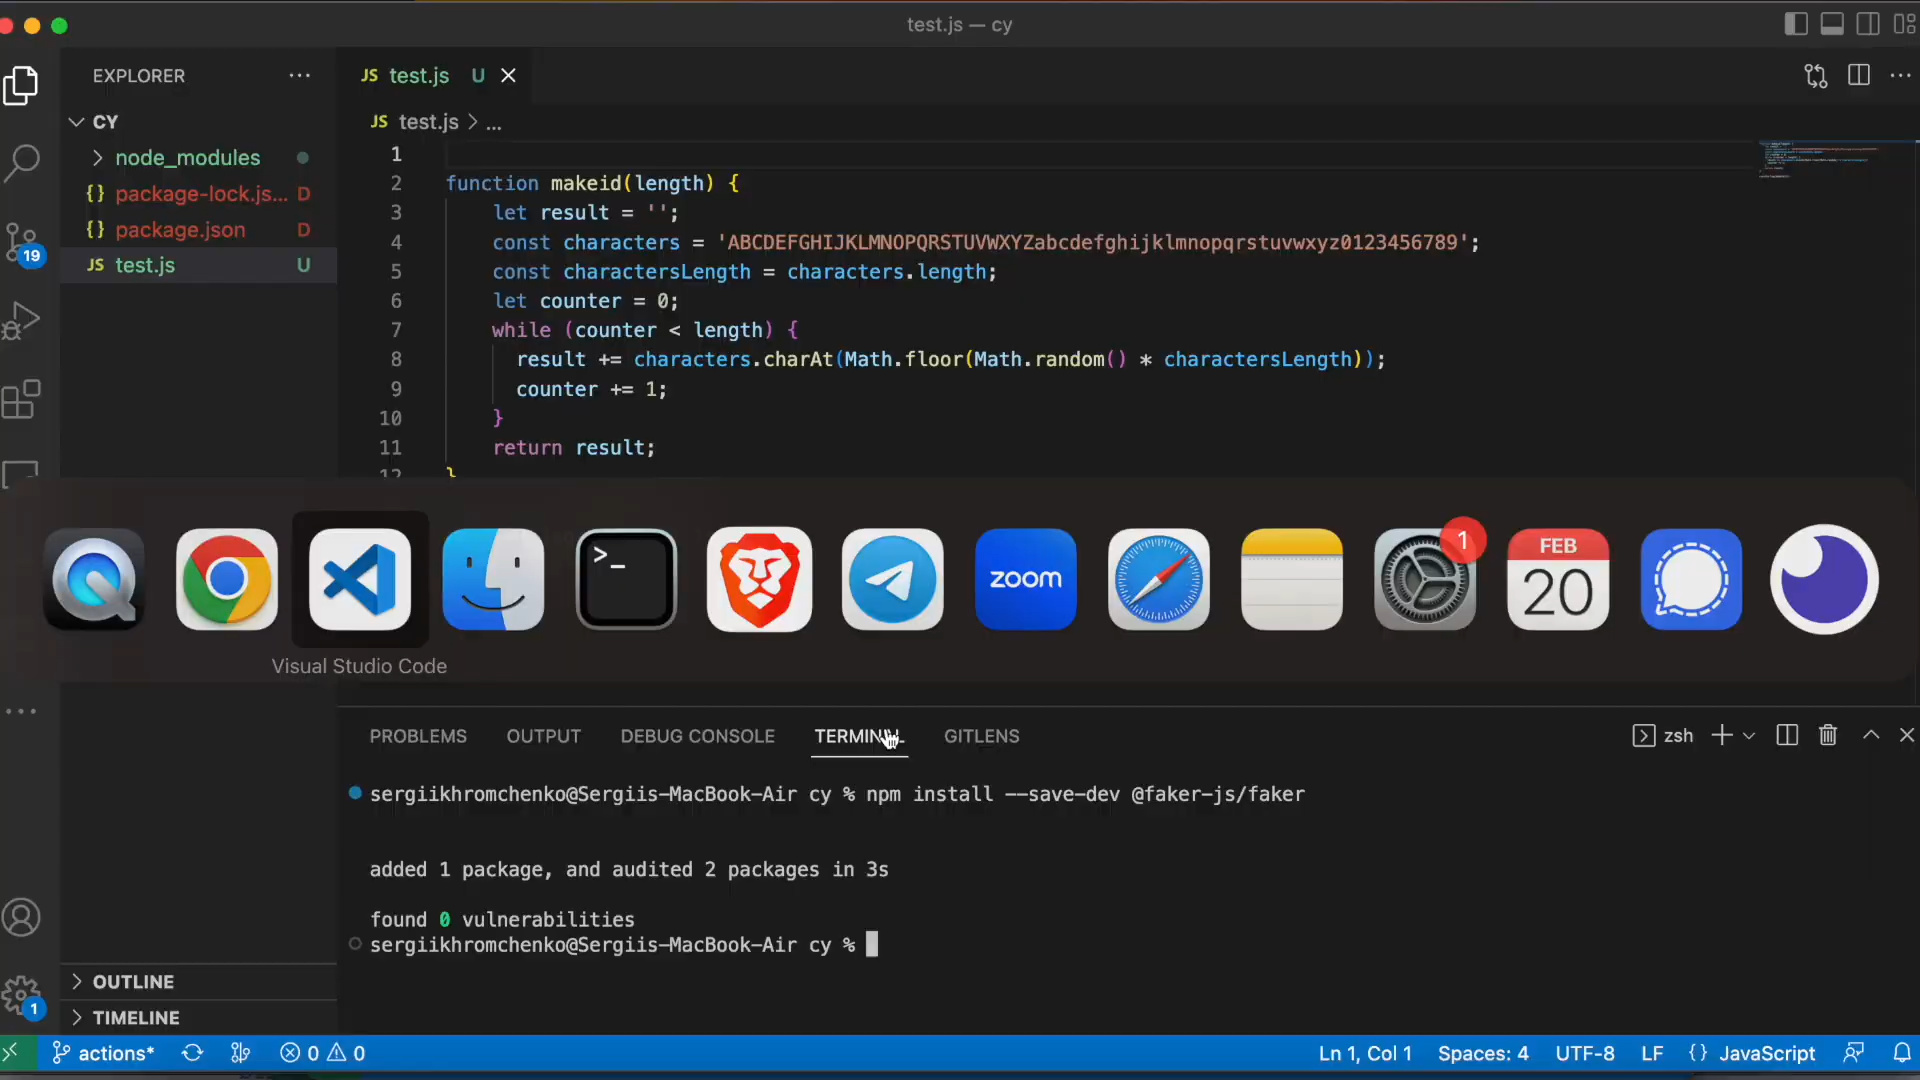 test.js — cy
EXPLORER ...
JS test.js U
CY
JS test.js > ...
node_modules
{} package-lock.js... D
{} package.json D
JS test.js U
1
2 function makeid(length) {
3 let result = '';
4 const characters = 'ABCDEFGHIJKLMNOPQRSTUVWXYZabcdefghijklmnopqrstuvwxyz0123456789';
5 const charactersLength = characters.length;
6 let counter = 0;
7 while (counter < length) {
8 result += characters.charAt(Math.floor(Math.random() * charactersLength));
9 counter += 1;
10 }
11 return result;
12 }
19
>_
zoom
1
FEB
20
Visual Studio Code
PROBLEMS OUTPUT DEBUG CONSOLE TERMINAL GITLENS
zsh
sergiikhromchenko@Sergiis-MacBook-Air cy % npm install --save-dev @faker-js/faker
added 1 package, and audited 2 packages in 3s
found 0 vulnerabilities
sergiikhromchenko@Sergiis-MacBook-Air cy %
OUTLINE
1
TIMELINE
actions* 0 0
Ln 1, Col 1 Spaces: 4 UTF-8 LF {} JavaScript